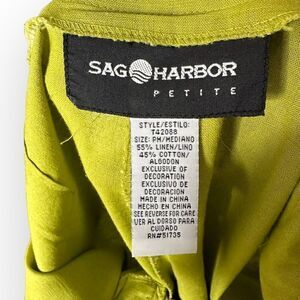 SAG HARBOR
PETITE
STYLE/ESTILO:
T42088
SIZE: PM/MEDIANO
55% LINEN/LINO
45% COTTON/
ALGODON
EXCLUSIVE OF
DECORATION
EXCLUSIVO DE
DECORACION
MADE IN CHINA
HECHO EN CHINA
SEE REVERSE FOR CARE
VER AL DORSO PARA
CUIDADO
RN#51735